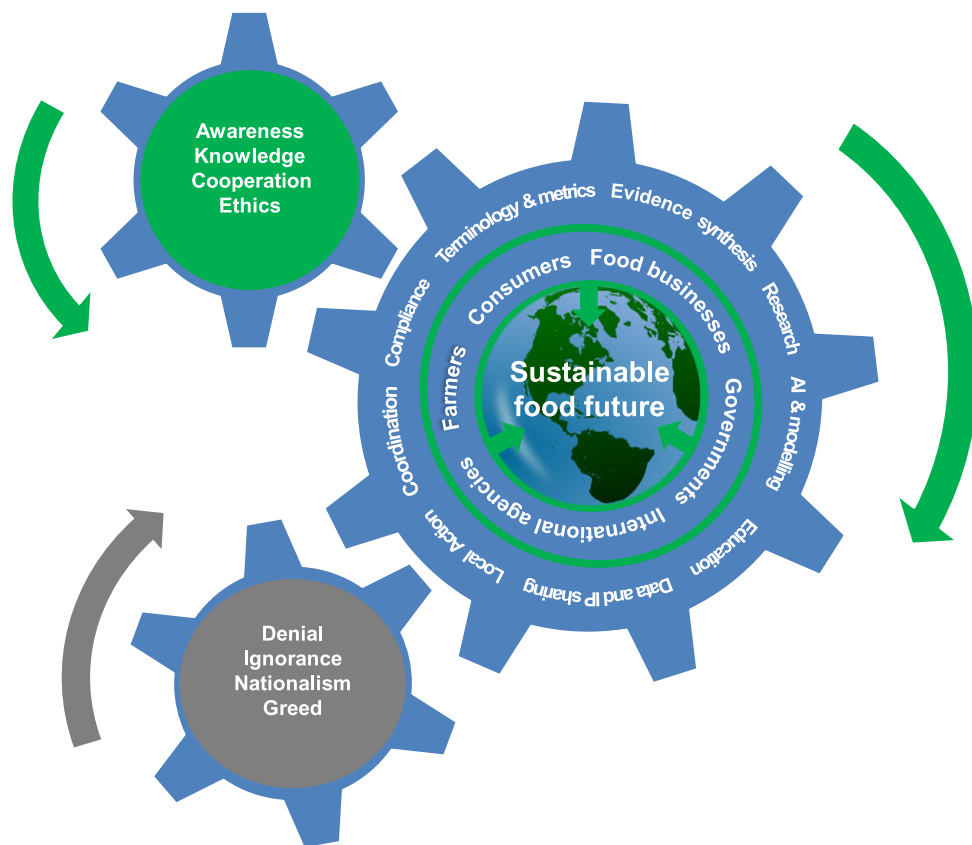 Awareness
Knowledge
Cooperation
Ethics
Terminology & metrics
Evidence synthesis
Research
AI & modelling
Education
Data and IP sharing
Local Action
Coordination
Compliance
Consumers
Food businesses
Governments
International agencies
Farmers
Sustainable
food future
Denial
Ignorance
Nationalism
Greed